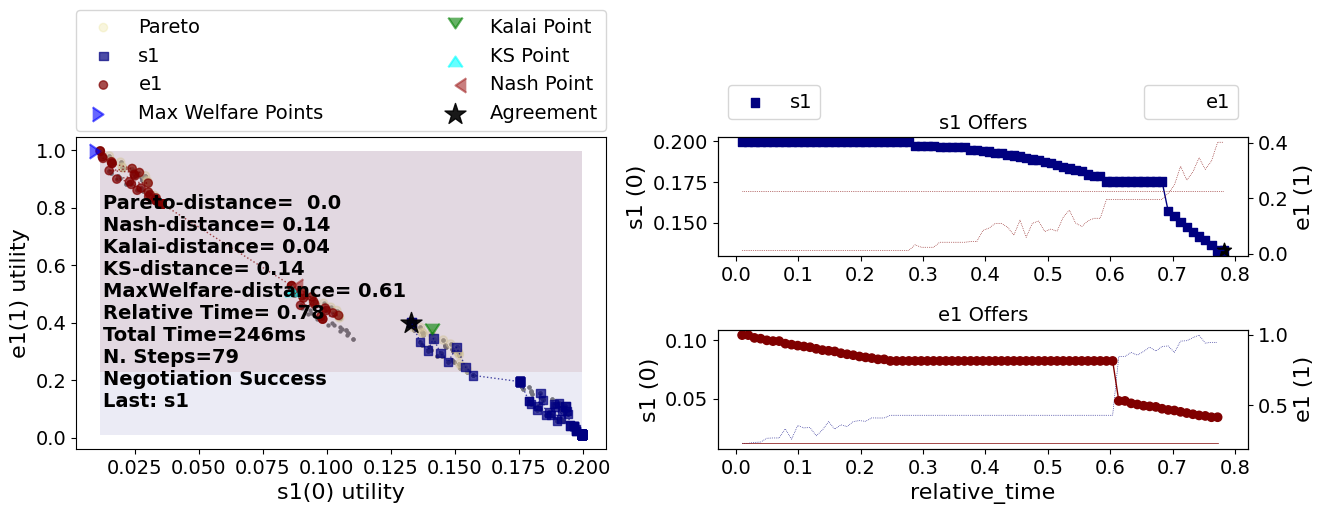 Pareto
s1
e1
Max Welfare Points
Kalai Point
KS Point
Nash Point
Agreement
1.0
0.8
0.6
0.4
0.2
0.0
e1(1) utility
Pareto-distance=  0.0
Nash-distance= 0.14
Kalai-distance= 0.04
KS-distance= 0.14
MaxWelfare-distance= 0.61
Relative Time= 0.78
Total Time=246ms
N. Steps=79
Negotiation Success
Last: s1
0.025 0.050 0.075 0.100 0.125 0.150 0.175 0.200
s1(0) utility
s1
e1
s1 Offers
0.200
0.175
0.150
s1 (0)
0.4
0.2
0.0
e1 (1)
0.0 0.1 0.2 0.3 0.4 0.5 0.6 0.7 0.8
e1 Offers
0.10
0.05
s1 (0)
1.0
0.5
e1 (1)
0.0 0.1 0.2 0.3 0.4 0.5 0.6 0.7 0.8
relative_time